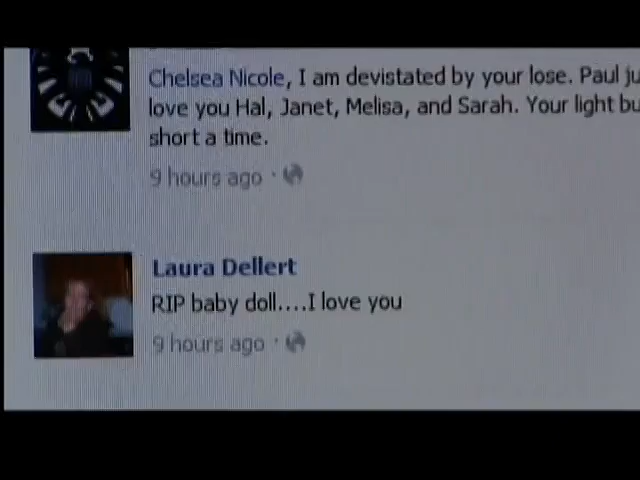 Chelsea Nicole, I am devistated by your lose. Paul ju
love you Hal, Janet, Melisa, and Sarah. Your light bu
short a time.
9 hours ago ·
Laura Dellert
RIP baby doll....I love you
9 hours ago ·